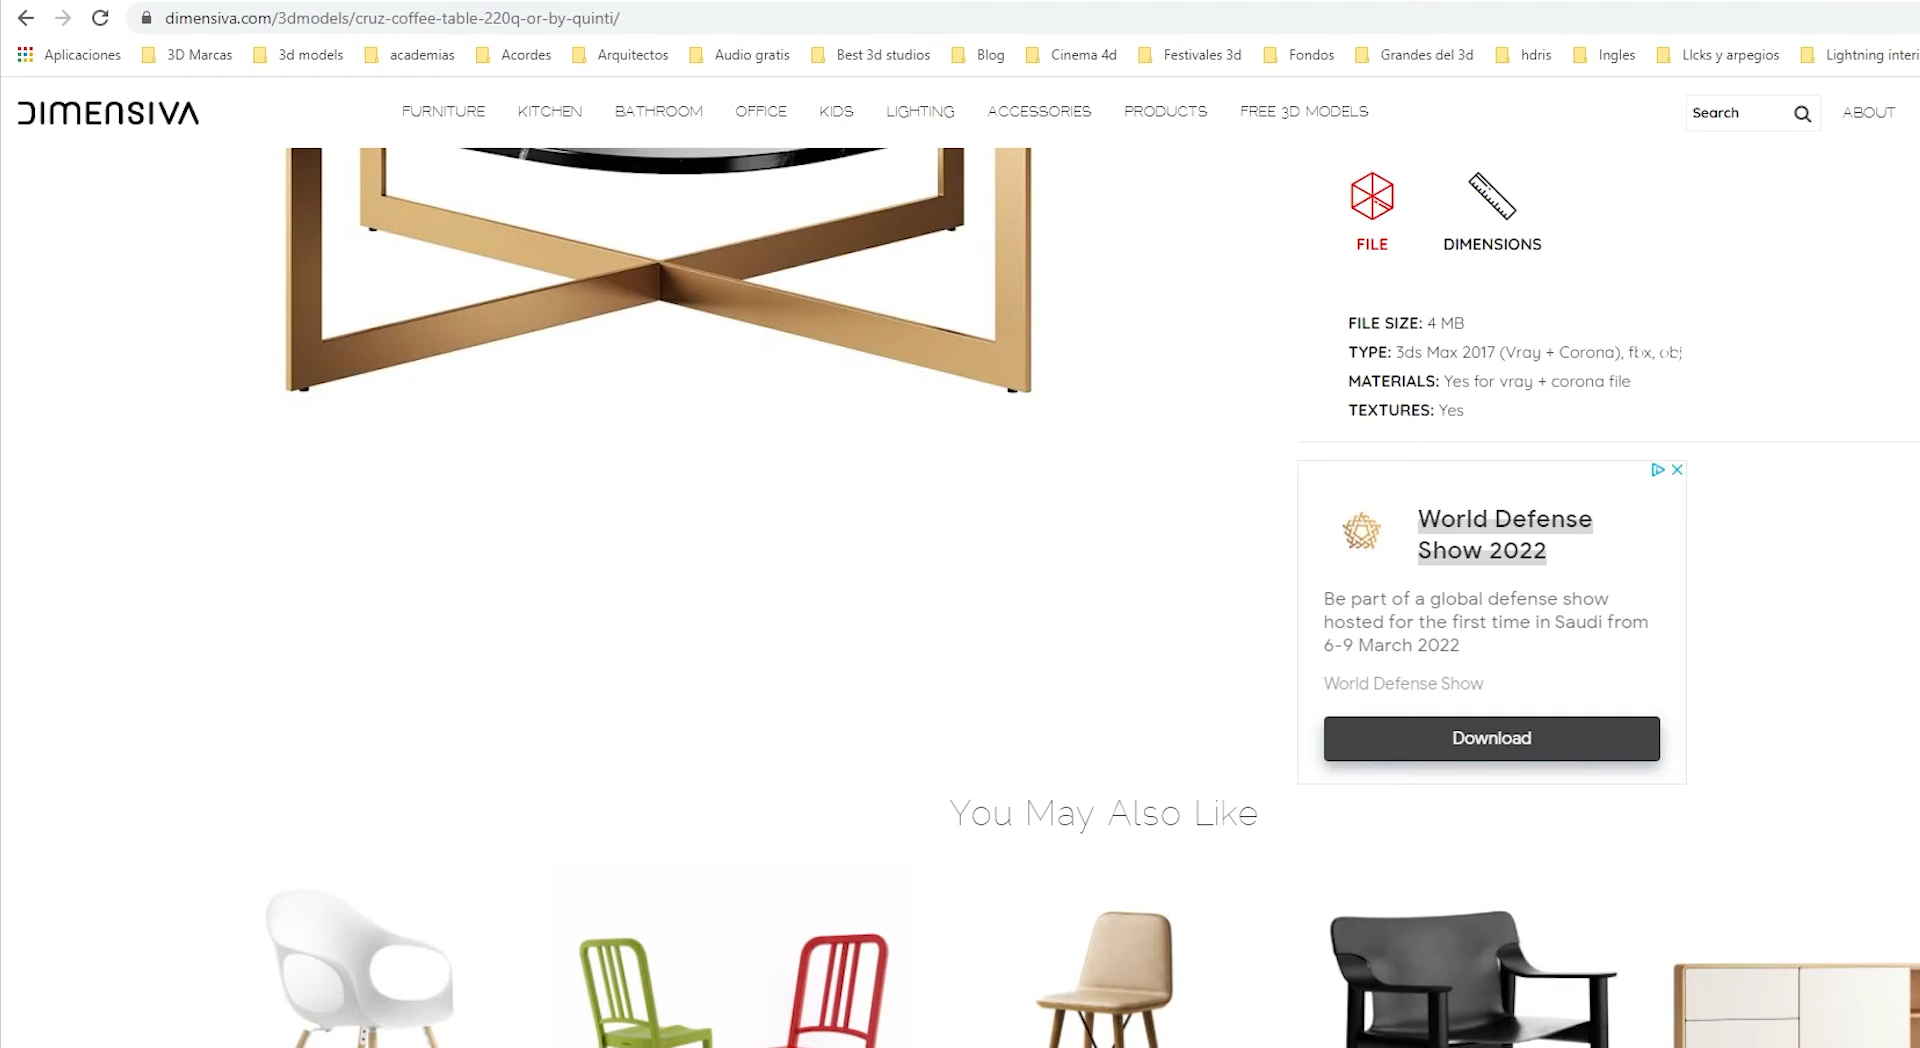 dimensiva.com/3dmodels/cruz-coffee-table-220q-or-by-quinti/
Aplicaciones 3D Marcas 3d models academias Acordes Arquitectos Audio gratis Best 3d studios Blog Cinema 4d Festivales 3d Fondos Grandes del 3d hdris Ingles LIcks y arpegios Lightning interi
DIMENSIVA FURNITURE KITCHEN BATHROOM OFFICE KIDS LIGHTING ACCESSORIES PRODUCTS FREE 3D MODELS Search ABOUT
FILE DIMENSIONS
FILE SIZE: 4 MB
TYPE: 3ds Max 2017 (Vray + Corona), fbx, obj
MATERIALS: Yes for vray + corona file
TEXTURES: Yes
World Defense
Show 2022
Be part of a global defense show
hosted for the first time in Saudi from
6-9 March 2022
World Defense Show
Download
You May Also Like